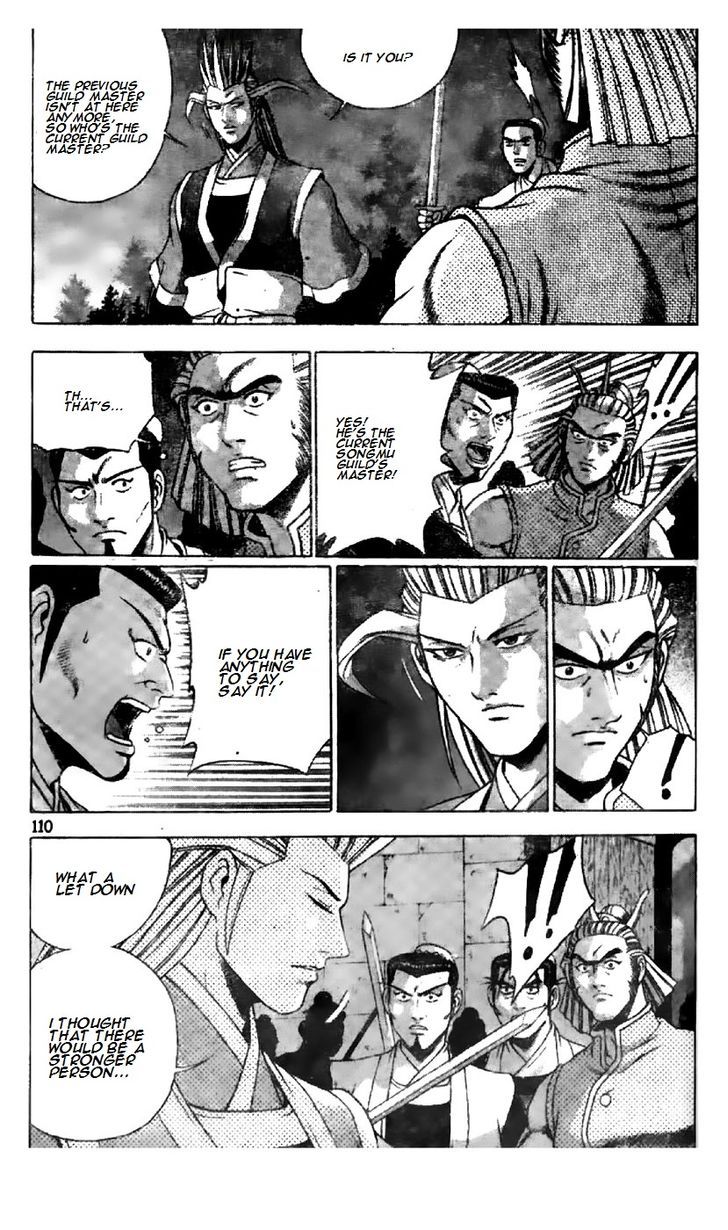 THE PREVIOUS
GUILD MASTER
ISN'T AT HERE
ANYMORE,
SO WHO'S THE
CURRENT GUILD
MASTER?
IS IT YOU?
TH...
THAT'S...
YES!
HE'S THE
CURRENT
SONGMU
GUILD'S
MASTER!
!!
IF YOU HAVE
ANYTHING
TO SAY,
SAY IT!
!
110
WHAT A
LET DOWN
!!
I THOUGHT
THAT THERE
WOULD BE A
STRONGER
PERSON...